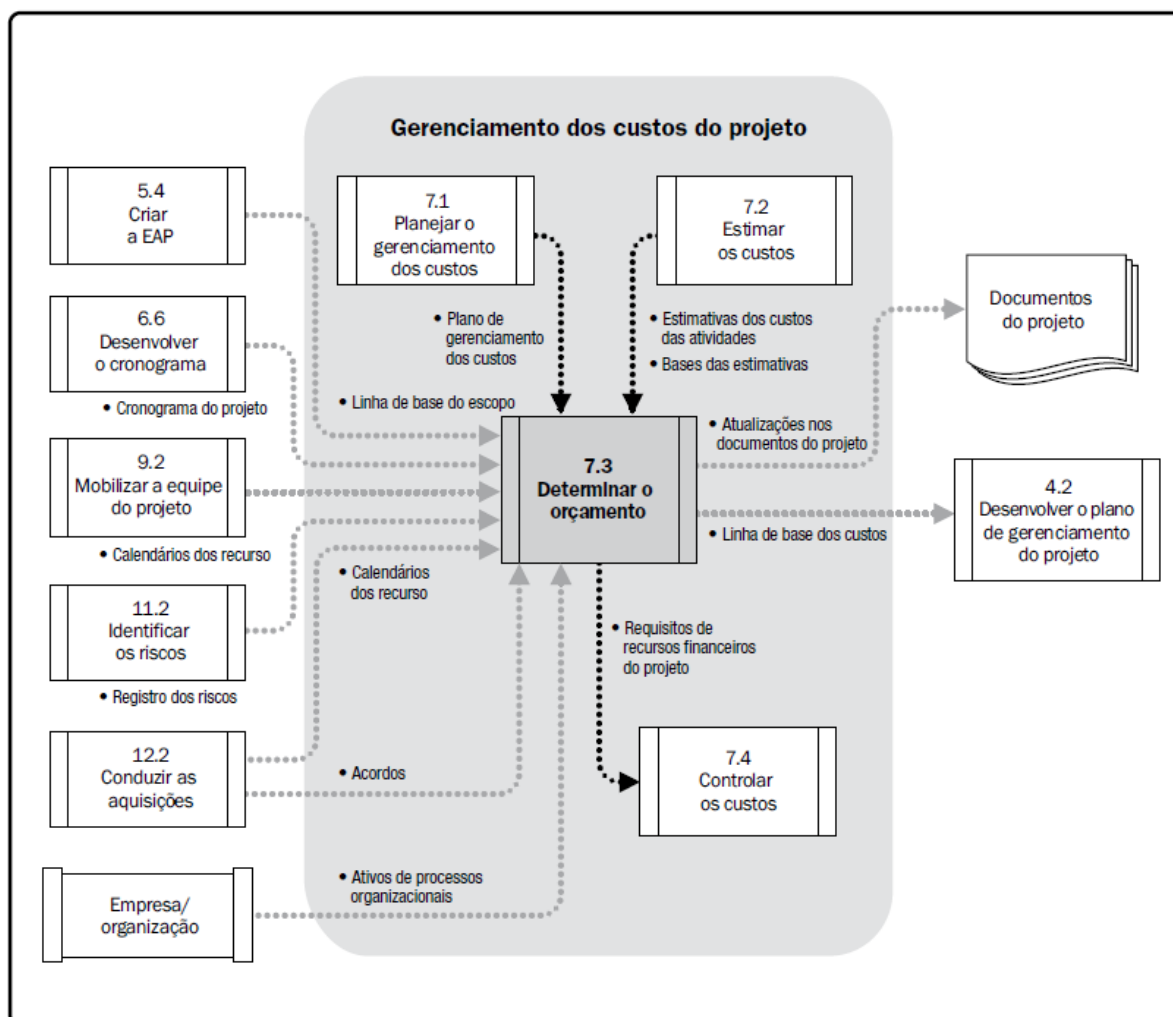 Gerenciamento dos custos do projeto
5.4
Criar
a EAP
7.1
Planejar o
gerenciamento
dos custos
7.2
Estimar
os custos
Documentos
do projeto
6.6
Desenvolver
o cronograma
• Plano de
gerenciamento
dos custos
• Estimativas dos custos
das atividades
• Bases das estimativas
• Cronograma do projeto
• Linha de base do escopo
• Atualizações nos
documentos do projeto
9.2
Mobilizar a equipe
do projeto
7.3
Determinar o
orçamento
4.2
Desenvolver o plano
de gerenciamento
do projeto
• Linha de base dos custos
• Calendários dos recurso
• Calendários
dos recurso
11.2
Identificar
os riscos
• Requisitos de
recursos financeiros
do projeto
• Registro dos riscos
12.2
Conduzir as
aquisições
• Acordos
7.4
Controlar
os custos
• Ativos de processos
organizacionais
Empresa/
organização